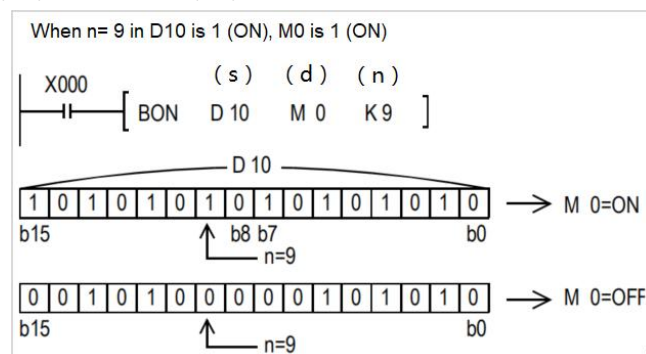 When n= 9 in D10 is 1 (ON), M0 is 1 (ON)
(s) (d) (n)
X000
BON D 10 M 0 K 9
D 10
1 0 1 0 1 0 1 0 1 0 1 0 1 0 1 0 M 0=ON
b15 b8 b7 b0
n=9
0 0 1 0 1 0 0 0 0 0 1 0 1 0 1 0 M 0=OFF
b15 b0
n=9